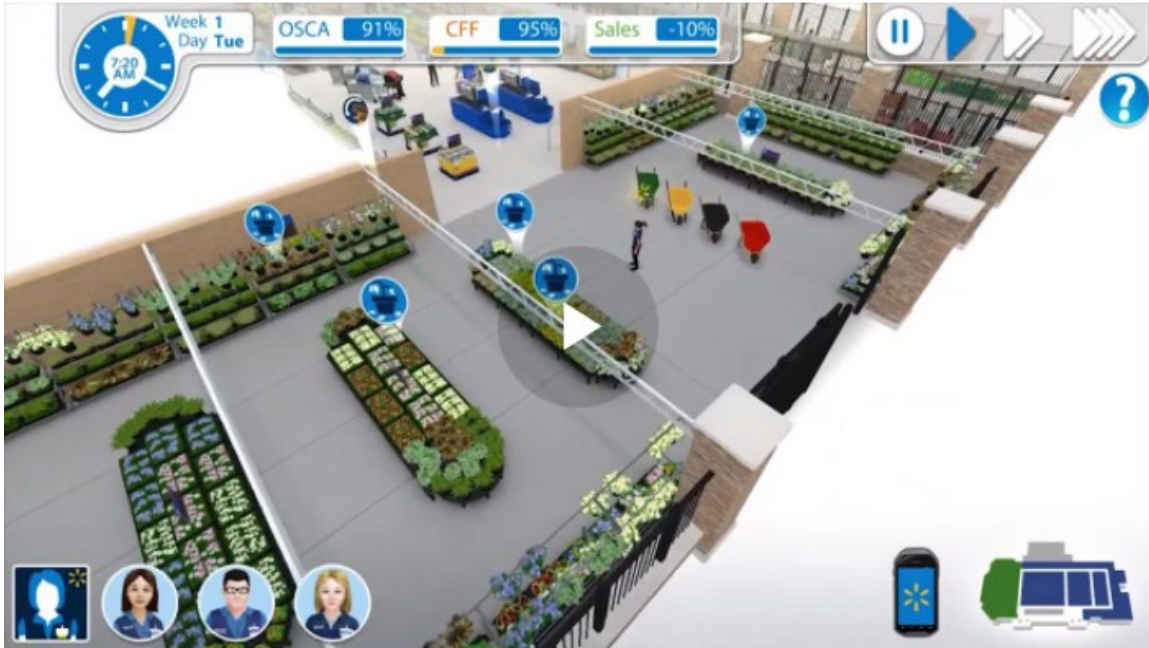 Week 1
Day Tue
7:20
AM
OSCA 91%
CFF 95%
Sales -10%
?